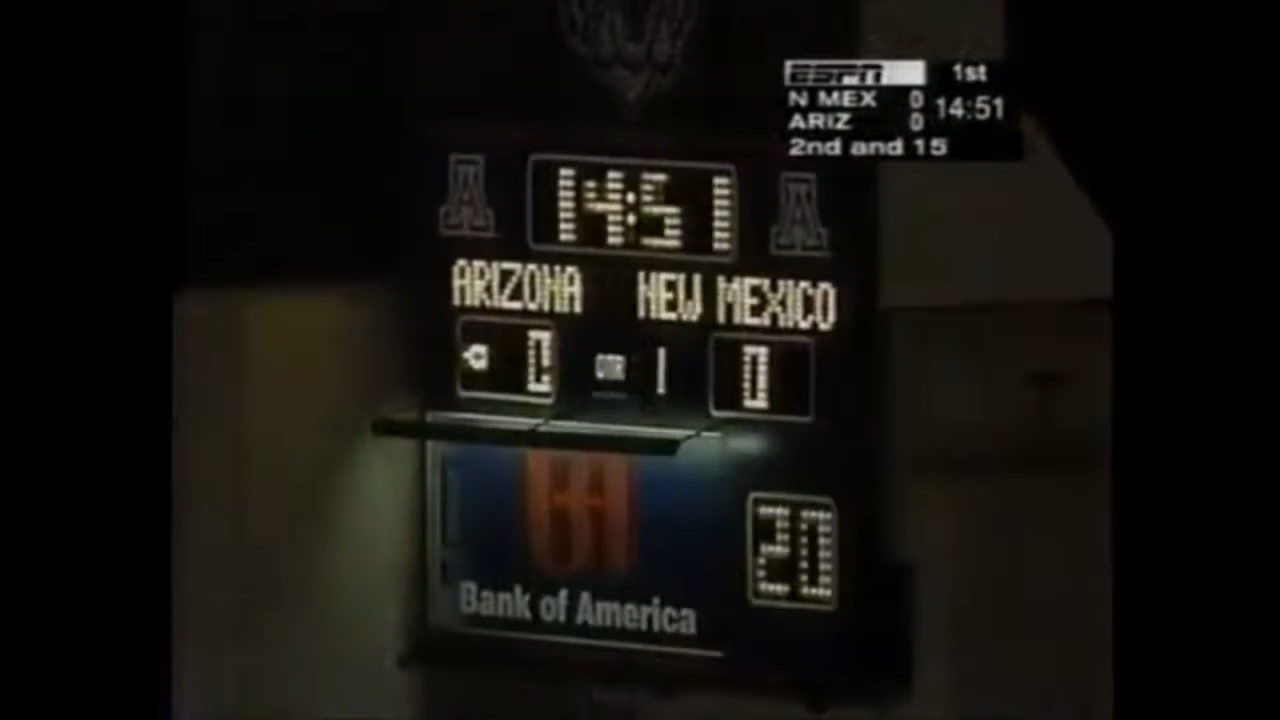 ESPN 1st
N MEX 0 14:51
ARIZ 0
2nd and 15
A 14:51 A
ARIZONA NEW MEXICO
0 QTR 1 0
20
Bank of America